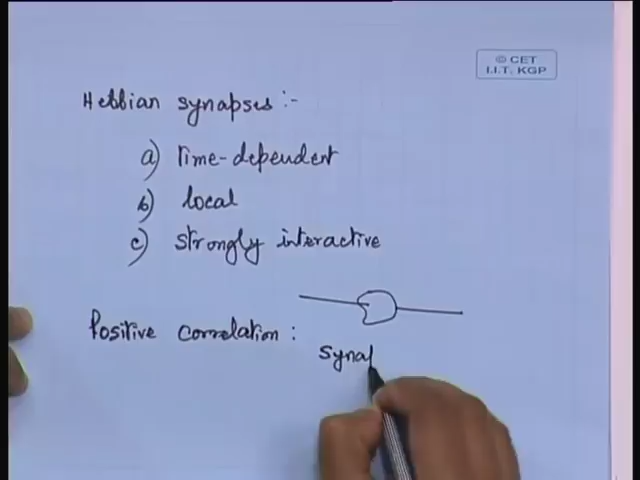 © CET
I.I.T. KGP
Hebbian synapses :-
a) Time-dependent
b) local
c) strongly interactive
Positive correlation :
Synap